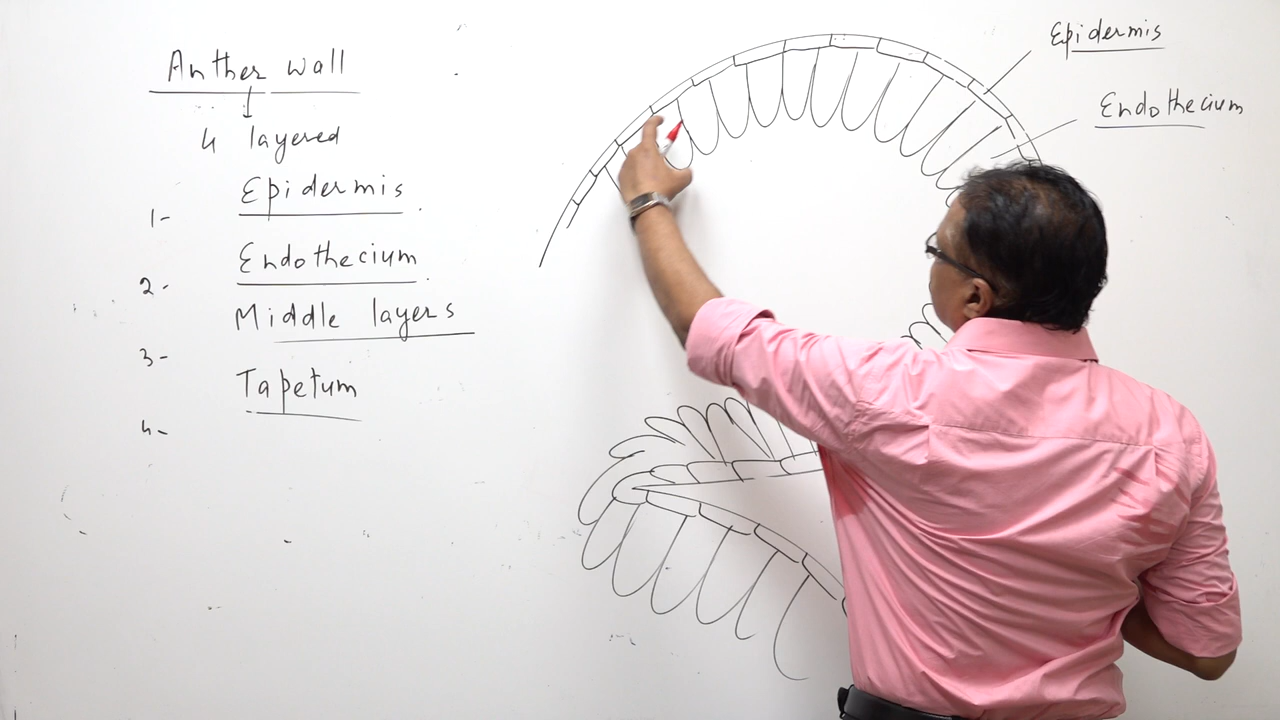 Anther wall
4 layered
1- Epidermis
2- Endothecium
3- Middle layers
4- Tapetum
Epidermis
Endothecium